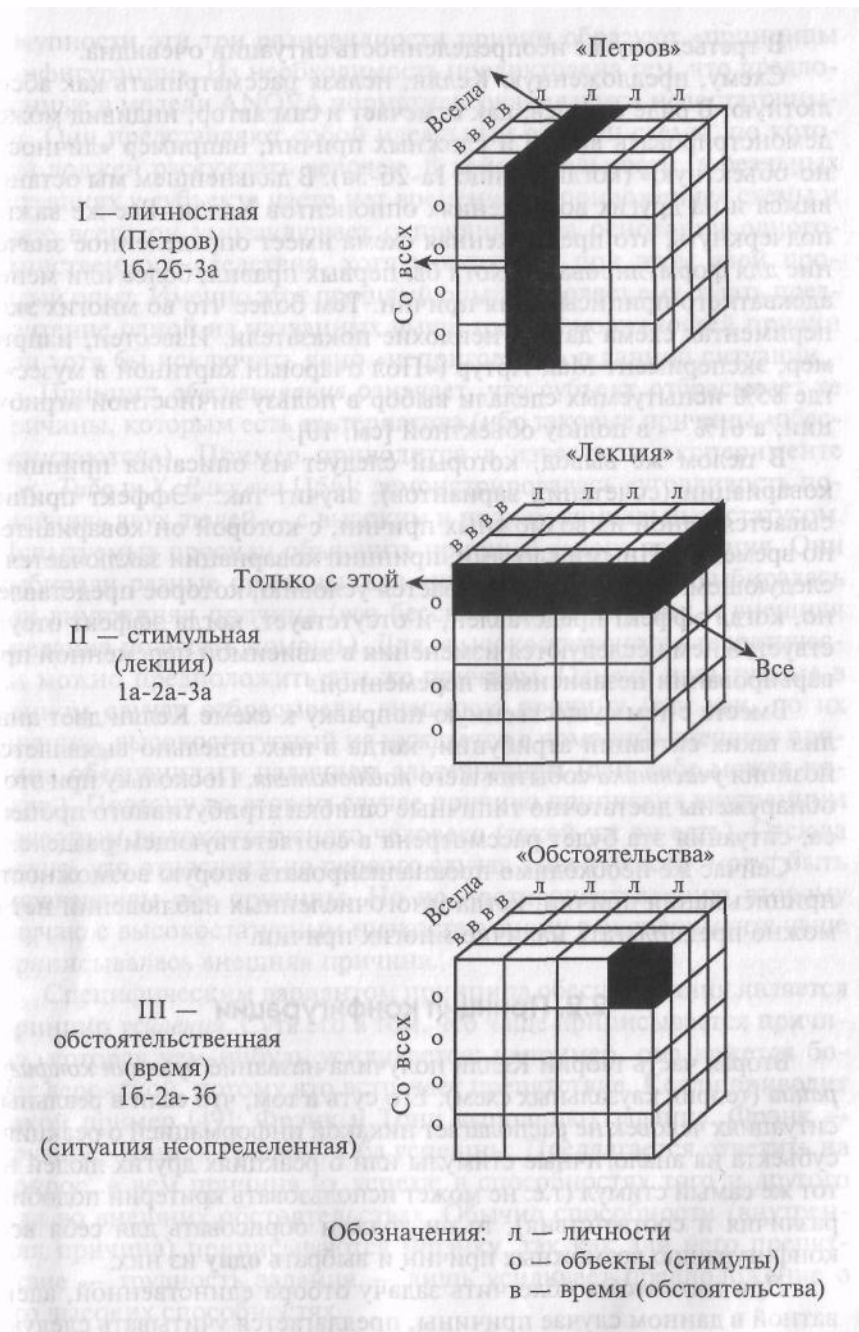 «Петров»
л л л л
Всегда
в в в в
о
о
о
о
Со всех
I — личностная
(Петров)
1б-2б-3а
«Лекция»
л л л л
в в в в
Только с этой
о
о
о
о
Все
II — стимульная
(лекция)
1а-2а-3а
«Обстоятельства»
л л л л
Всегда
в в в в
о
о
о
о
Со всех
III —
обстоятельственная
(время)
1б-2а-3б
(ситуация неопределенная)
Обозначения: л — личности
о — объекты (стимулы)
в — время (обстоятельства)